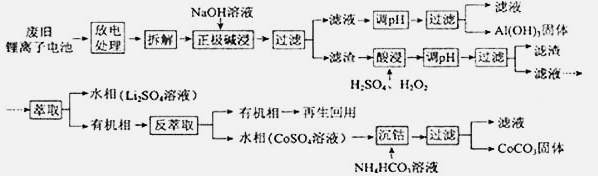 NaOH溶液
废旧
锂离子电池
放电
处理
拆解
正极碱浸
过滤
滤液
调pH
过滤
滤液
Al(OH)3固体
滤渣
酸浸
调pH
过滤
滤渣
滤液
H2SO4、H2O2
萃取
水相(Li2SO4溶液)
有机相
反萃取
有机相
再生回用
水相(CoSO4溶液)
沉钴
过滤
滤液
CoCO3固体
NH4HCO3溶液